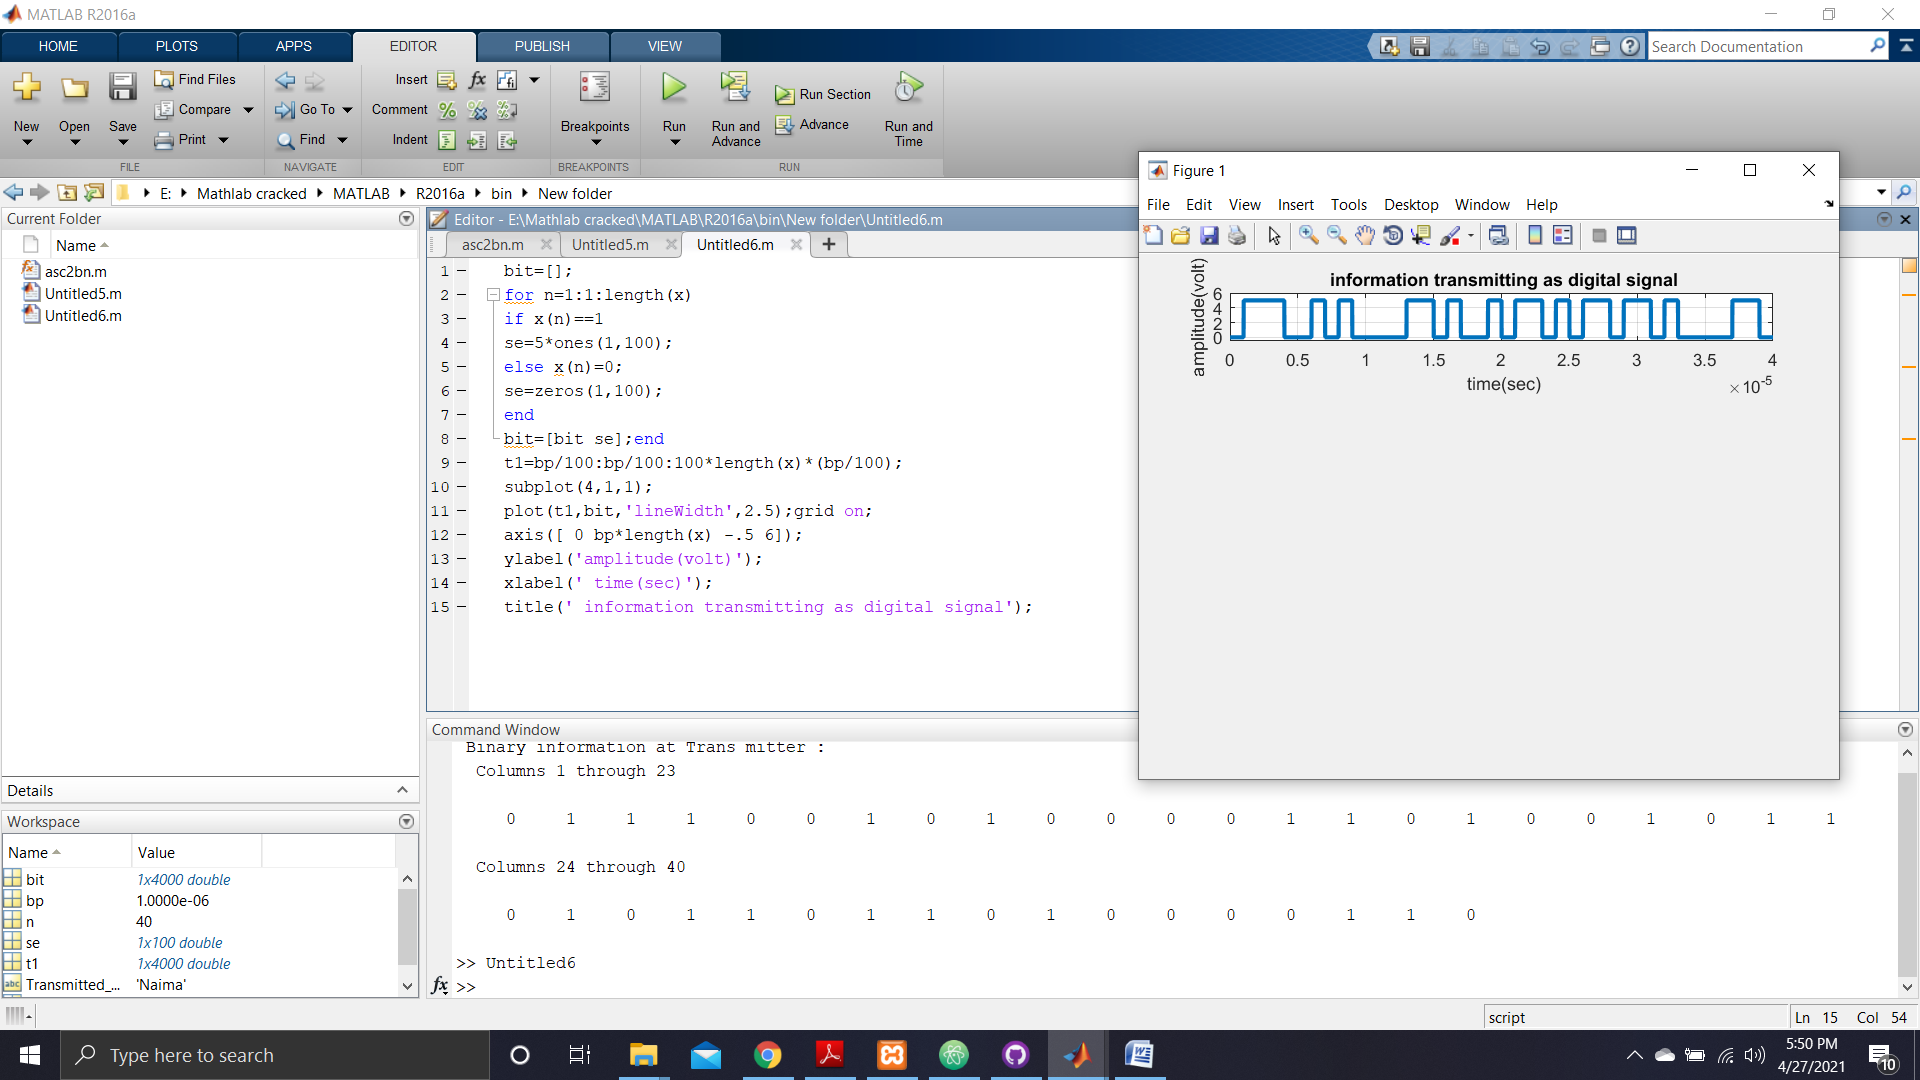 MATLAB R2016a
HOME PLOTS APPS EDITOR PUBLISH VIEW
Search Documentation
Find Files
Compare
Print
New Open Save
Go To
Find
Insert
Comment
Indent
fx
Breakpoints
Run
Run and Advance
Run Section
Advance
Run and Time
FILE NAVIGATE EDIT BREAKPOINTS RUN
E: Mathlab cracked MATLAB R2016a bin New folder
Current Folder
Name
asc2bn.m
Untitled5.m
Untitled6.m
Details
Workspace
Name Value
bit 1x4000 double
bp 1.0000e-06
n 40
se 1x100 double
t1 1x4000 double
Transmitted_... 'Naima'
Editor - E:\Mathlab cracked\MATLAB\R2016a\bin\New folder\Untitled6.m
asc2bn.m Untitled5.m Untitled6.m
1 bit=[];
2 for n=1:1:length(x)
3 if x(n)==1
4 se=5*ones(1,100);
5 else x(n)=0;
6 se=zeros(1,100);
7 end
8 bit=[bit se];end
9 t1=bp/100:bp/100:100*length(x)*(bp/100);
10 subplot(4,1,1);
11 plot(t1,bit,'lineWidth',2.5);grid on;
12 axis([ 0 bp*length(x) -.5 6]);
13 ylabel('amplitude(volt)');
14 xlabel(' time(sec)');
15 title(' information transmitting as digital signal');
Figure 1
File Edit View Insert Tools Desktop Window Help
information transmitting as digital signal
amplitude(volt)
6
4
2
0
0 0.5 1 1.5 2 2.5 3 3.5 4
time(sec)
×10-5
Command Window
Binary information at Trans mitter :
Columns 1 through 23
0 1 1 1 0 0 1 0 1 0 0 0 0 1 1 0 1 0 0 1 0 1 1
Columns 24 through 40
0 1 0 1 1 0 1 1 0 1 0 0 0 0 1 1 0
>> Untitled6
fx >>
script
Ln 15 Col 54
Type here to search
5:50 PM
4/27/2021
10